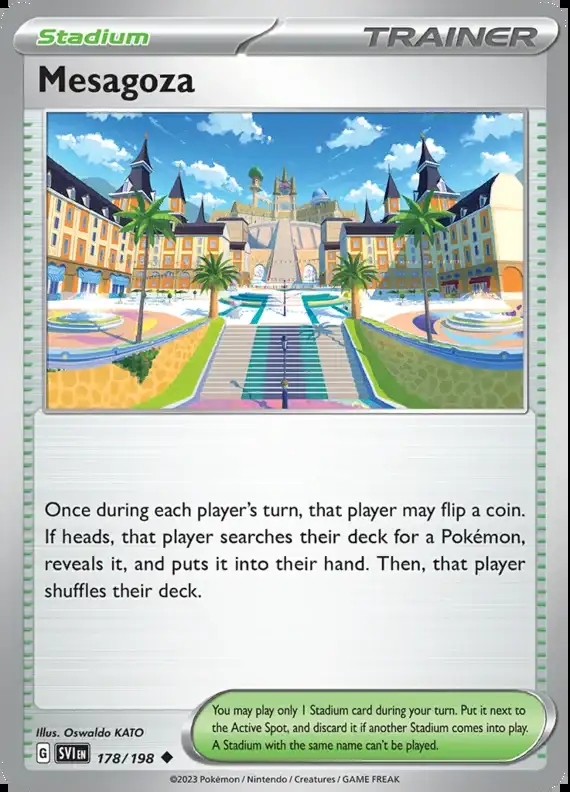 Stadium
TRAINER
Mesagoza
Once during each player's turn, that player may flip a coin.
If heads, that player searches their deck for a Pokémon,
reveals it, and puts it into their hand. Then, that player
shuffles their deck.
You may play only 1 Stadium card during your turn. Put it next to
the Active Spot, and discard it if another Stadium comes into play.
A Stadium with the same name can't be played.
Illus. Oswaldo KATO
G SVI EN 178/198 ◆
©2023 Pokémon / Nintendo / Creatures / GAME FREAK